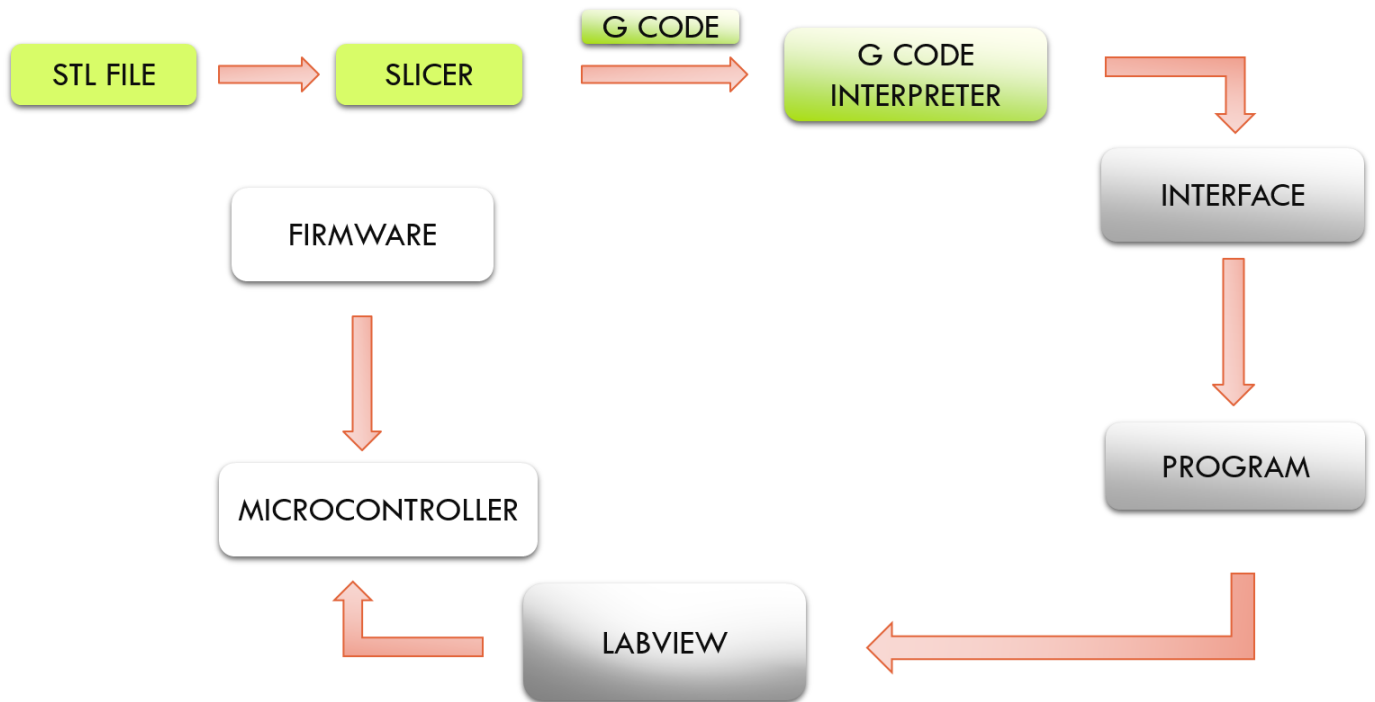 G CODE
STL FILE
SLICER
G CODE
INTERPRETER
INTERFACE
FIRMWARE
PROGRAM
MICROCONTROLLER
LABVIEW